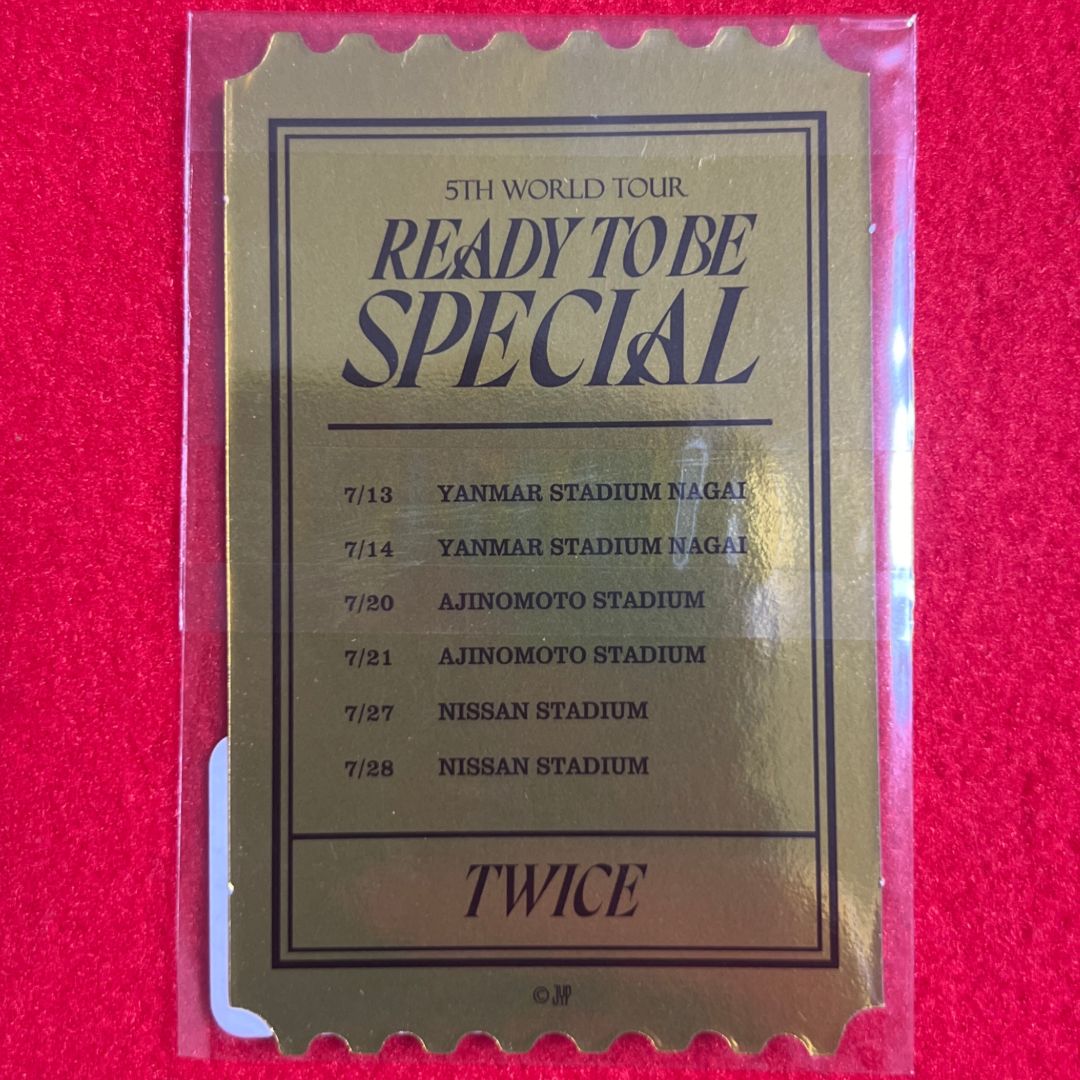 5TH WORLD TOUR
READY TO BE
SPECIAL
7/13 YANMAR STADIUM NAGAI
7/14 YANMAR STADIUM NAGAI
7/20 AJINOMOTO STADIUM
7/21 AJINOMOTO STADIUM
7/27 NISSAN STADIUM
7/28 NISSAN STADIUM
TWICE
© JYP